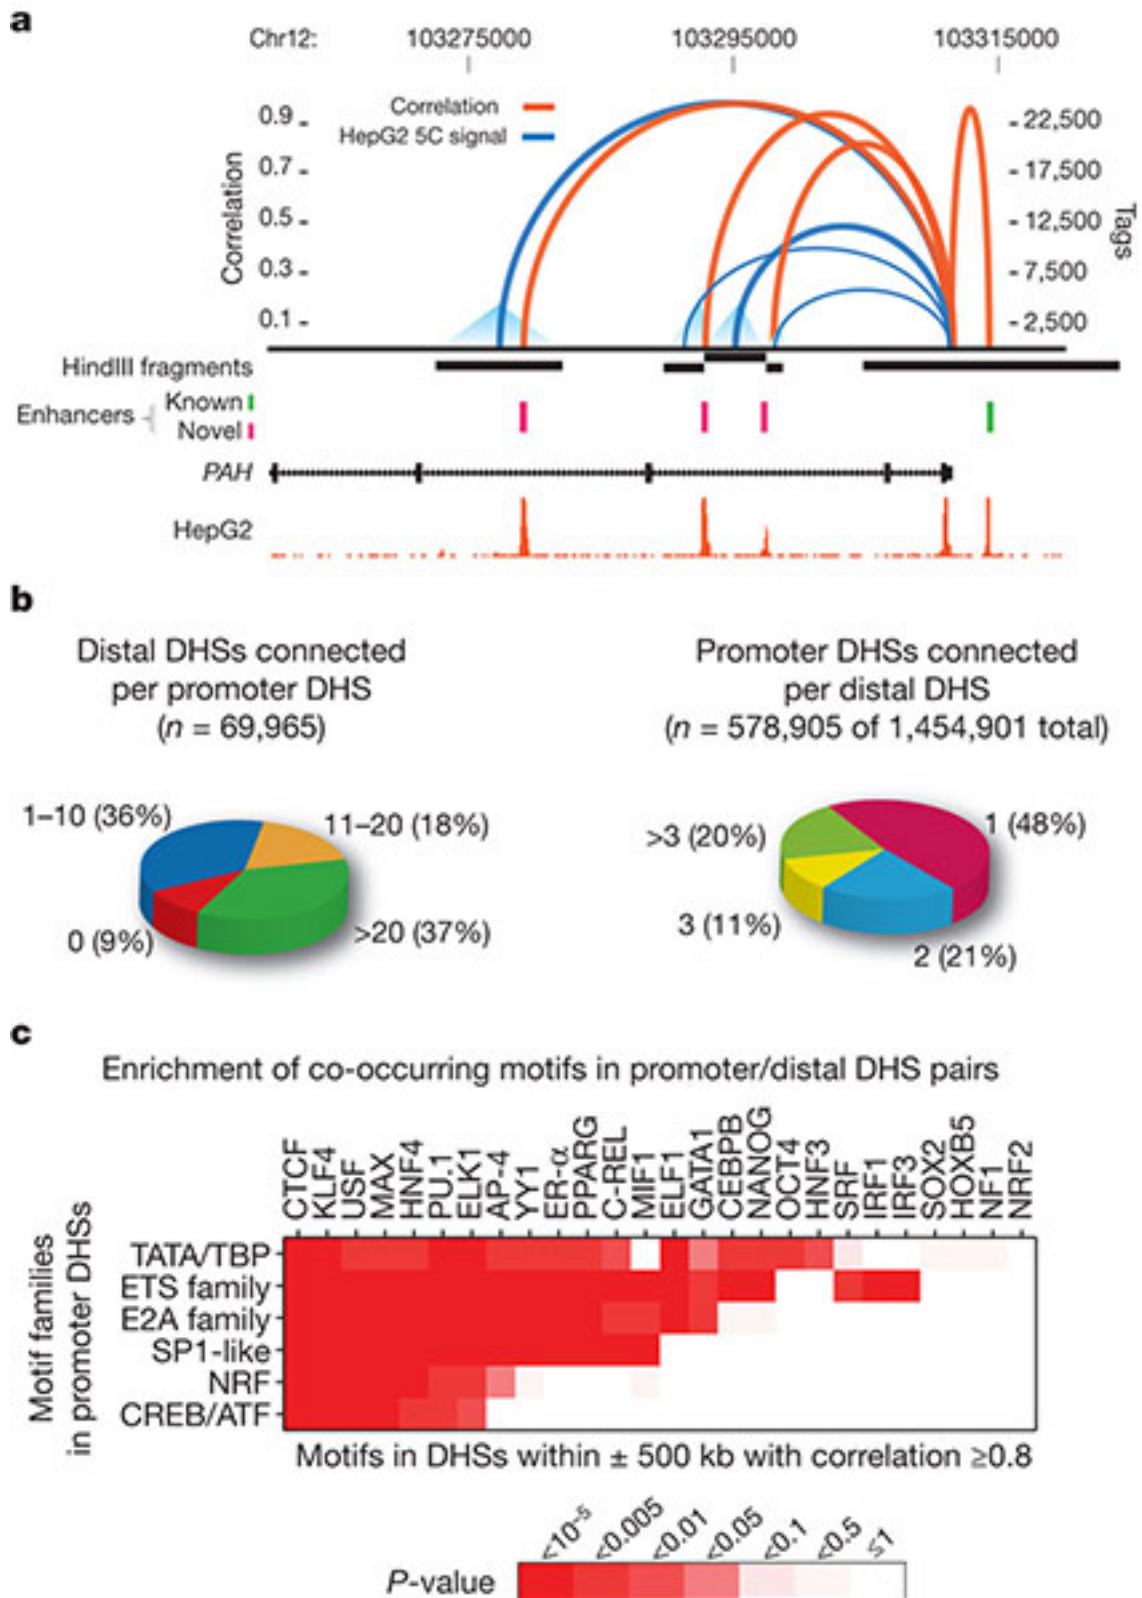 a
Chr12: 103275000 103295000 103315000
Correlation
HepG2 5C signal
Correlation
0.9
0.7
0.5
0.3
0.1
22,500
17,500
12,500
7,500
2,500
Tags
HindIII fragments
Enhancers
Known
Novel
PAH
HepG2
b
Distal DHSs connected
per promoter DHS
(n = 69,965)
1–10 (36%)
11–20 (18%)
0 (9%)
>20 (37%)
Promoter DHSs connected
per distal DHS
(n = 578,905 of 1,454,901 total)
>3 (20%)
1 (48%)
3 (11%)
2 (21%)
c
Enrichment of co-occurring motifs in promoter/distal DHS pairs
CTCF
KLF4
USF
MAX
HNF4
PU.1
ELK1
AP-4
YY1
ER-α
PPARG
C-REL
MIF1
ELF1
GATA1
CEBPB
NANOG
OCT4
HNF3
SRF
IRF1
IRF3
SOX2
HOXB5
NF1
NRF2
Motif families
in promoter DHSs
TATA/TBP
ETS family
E2A family
SP1-like
NRF
CREB/ATF
Motifs in DHSs within ± 500 kb with correlation ≥0.8
<10⁻⁵ <0.005 <0.01 <0.05 <0.1 <0.5 ≤1
P-value